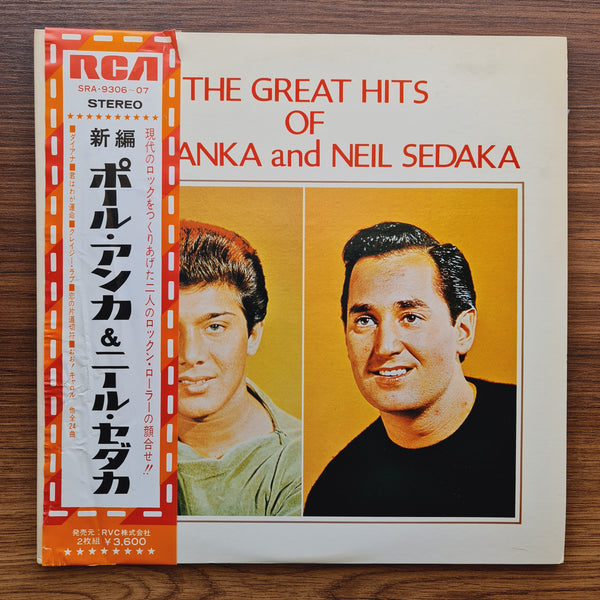 RCA
SRA-9306~07
STEREO
新編
ポール・アンカ&ニール・セダカ
現代のロックをつくりあげた二人のロックン・ローラーの顔合せ!!
■ダイアナ■君はわが運命■クレイジー・ラブ■恋の片道切符■おお!キャロル 他全24曲
発売元:RVC株式会社
2枚組 ¥3,600
THE GREAT HITS
OF
ANKA and NEIL SEDAKA